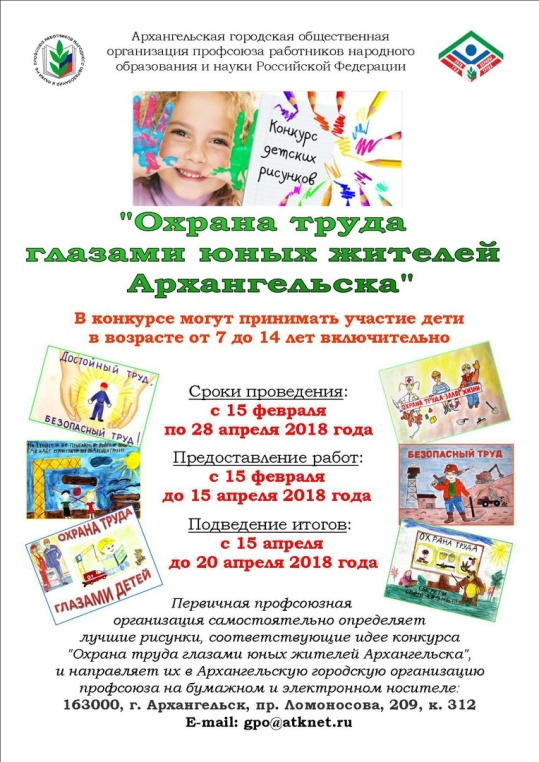 Архангельская городская общественная
организация профсоюза работников народного
образования и науки Российской Федерации
Конкурс
детских
рисунков
"Охрана труда
глазами юных жителей
Архангельска"
В конкурсе могут принимать участие дети
в возрасте от 7 до 14 лет включительно
ДОСТОЙНЫЙ ТРУД
БЕЗОПАСНЫЙ ТРУД!
ОХРАНА ТРУДА-ЗАЛОГ ЖИЗНИ
Сроки проведения:
с 15 февраля
по 28 апреля 2018 года
БЕЗОПАСНЫЙ ТРУД
Предоставление работ:
с 15 февраля
до 15 апреля 2018 года
ОХРАНА ТРУДА
ГЛАЗАМИ ДЕТЕЙ
ОХРАНА ТРУДА
Подведение итогов:
с 15 апреля
до 20 апреля 2018 года
Первичная профсоюзная
организация самостоятельно определяет
лучшие рисунки, соответствующие идее конкурса
"Охрана труда глазами юных жителей Архангельска",
и направляет их в Архангельскую городскую организацию
профсоюза на бумажном и электронном носителе:
163000, г. Архангельск, пр. Ломоносова, 209, к. 312
E-mail: gpo@atknet.ru